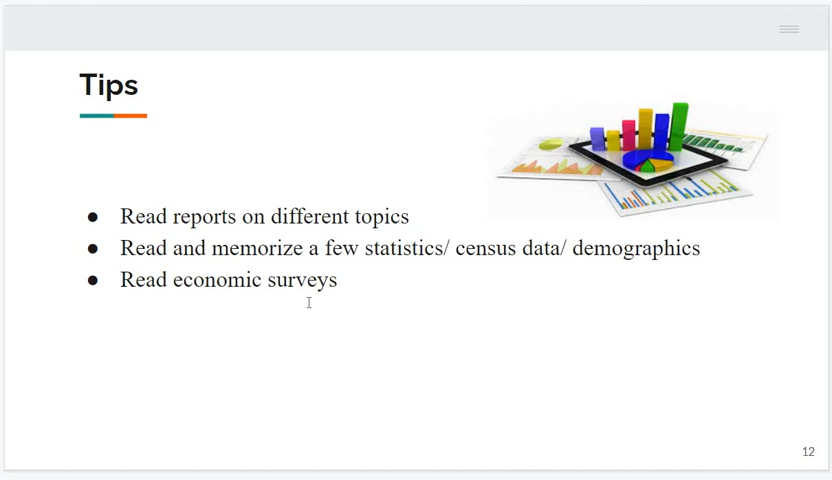 Tips
● Read reports on different topics
● Read and memorize a few statistics/ census data/ demographics
● Read economic surveys
12